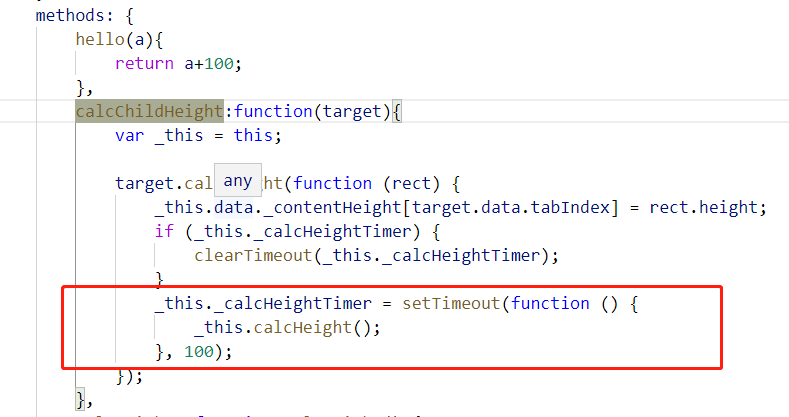 methods: {
hello(a){
return a+100;
},
calcChildHeight:function(target){
var _this = this;
any
target.cal ht(function (rect) {
_this.data._contentHeight[target.data.tabIndex] = rect.height;
if (_this._calcHeightTimer) {
clearTimeout(_this._calcHeightTimer);
}
_this._calcHeightTimer = setTimeout(function () {
_this.calcHeight();
}, 100);
});
},